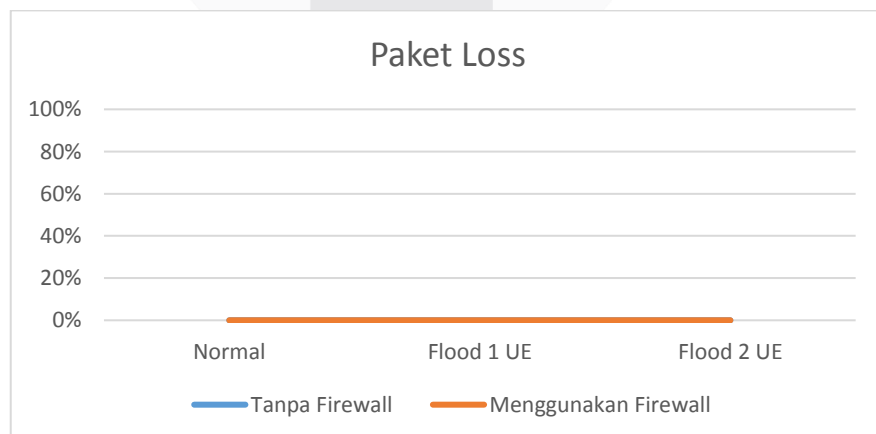 Paket Loss
100%
80%
60%
40%
20%
0%
Normal Flood 1 UE Flood 2 UE
Tanpa Firewall Menggunakan Firewall